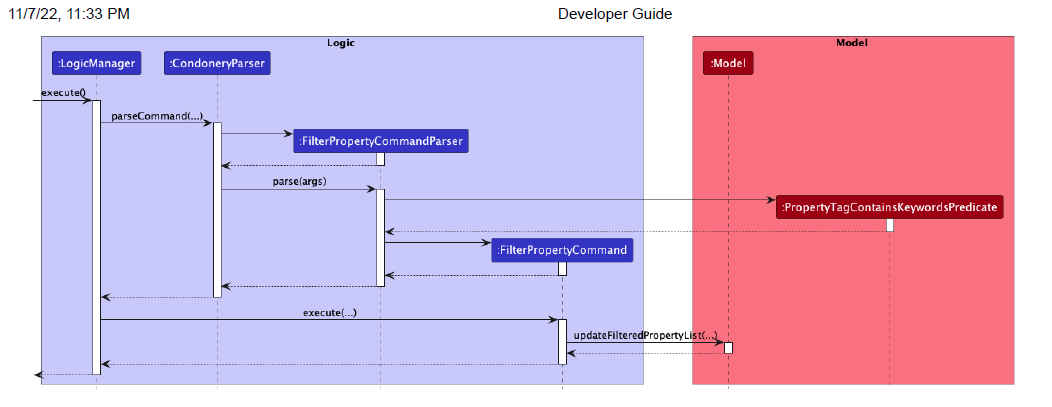 11/7/22, 11:33 PM Developer Guide
Logic Model
:LogicManager :CondoneryParser :Model
execute()
parseCommand(...)
:FilterPropertyCommandParser
parse(args)
:PropertyTagContainsKeywordsPredicate
:FilterPropertyCommand
execute(...)
updateFilteredPropertyList(...)